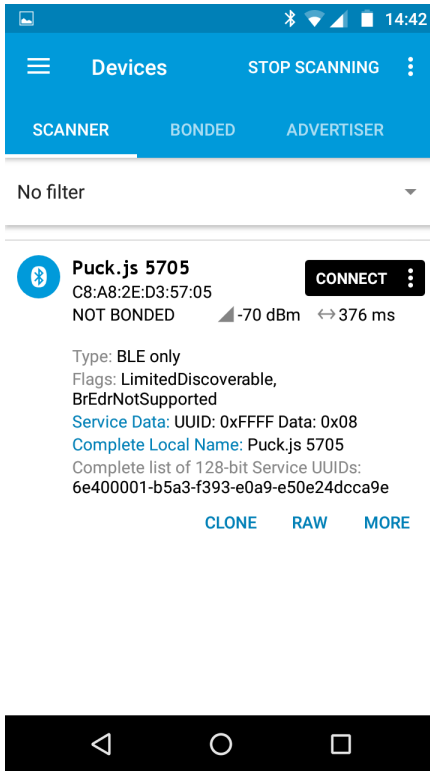 14:42
Devices STOP SCANNING
SCANNER BONDED ADVERTISER
No filter
Puck.js 5705
CONNECT
C8:A8:2E:D3:57:05
NOT BONDED -70 dBm 376 ms
Type: BLE only
Flags: LimitedDiscoverable,
BrEdrNotSupported
Service Data: UUID: 0xFFFF Data: 0x08
Complete Local Name: Puck.js 5705
Complete list of 128-bit Service UUIDs:
6e400001-b5a3-f393-e0a9-e50e24dcca9e
CLONE RAW MORE